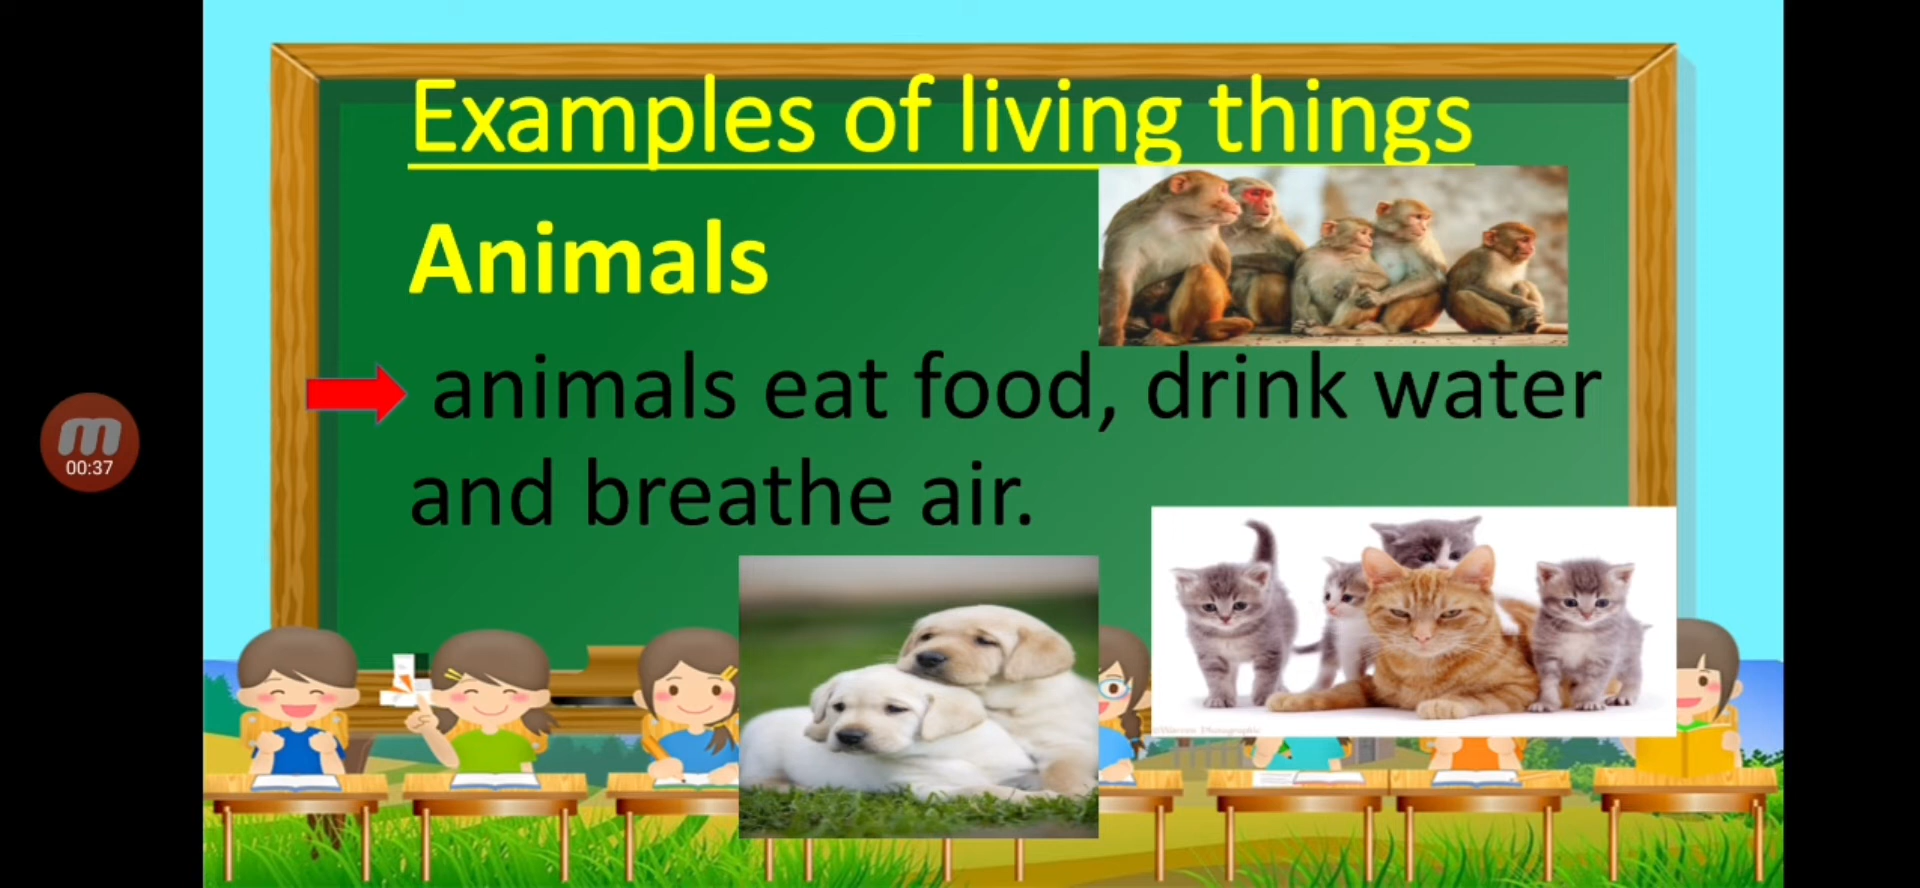 Examples of living things
Animals
animals eat food, drink water
and breathe air.
m
00:37